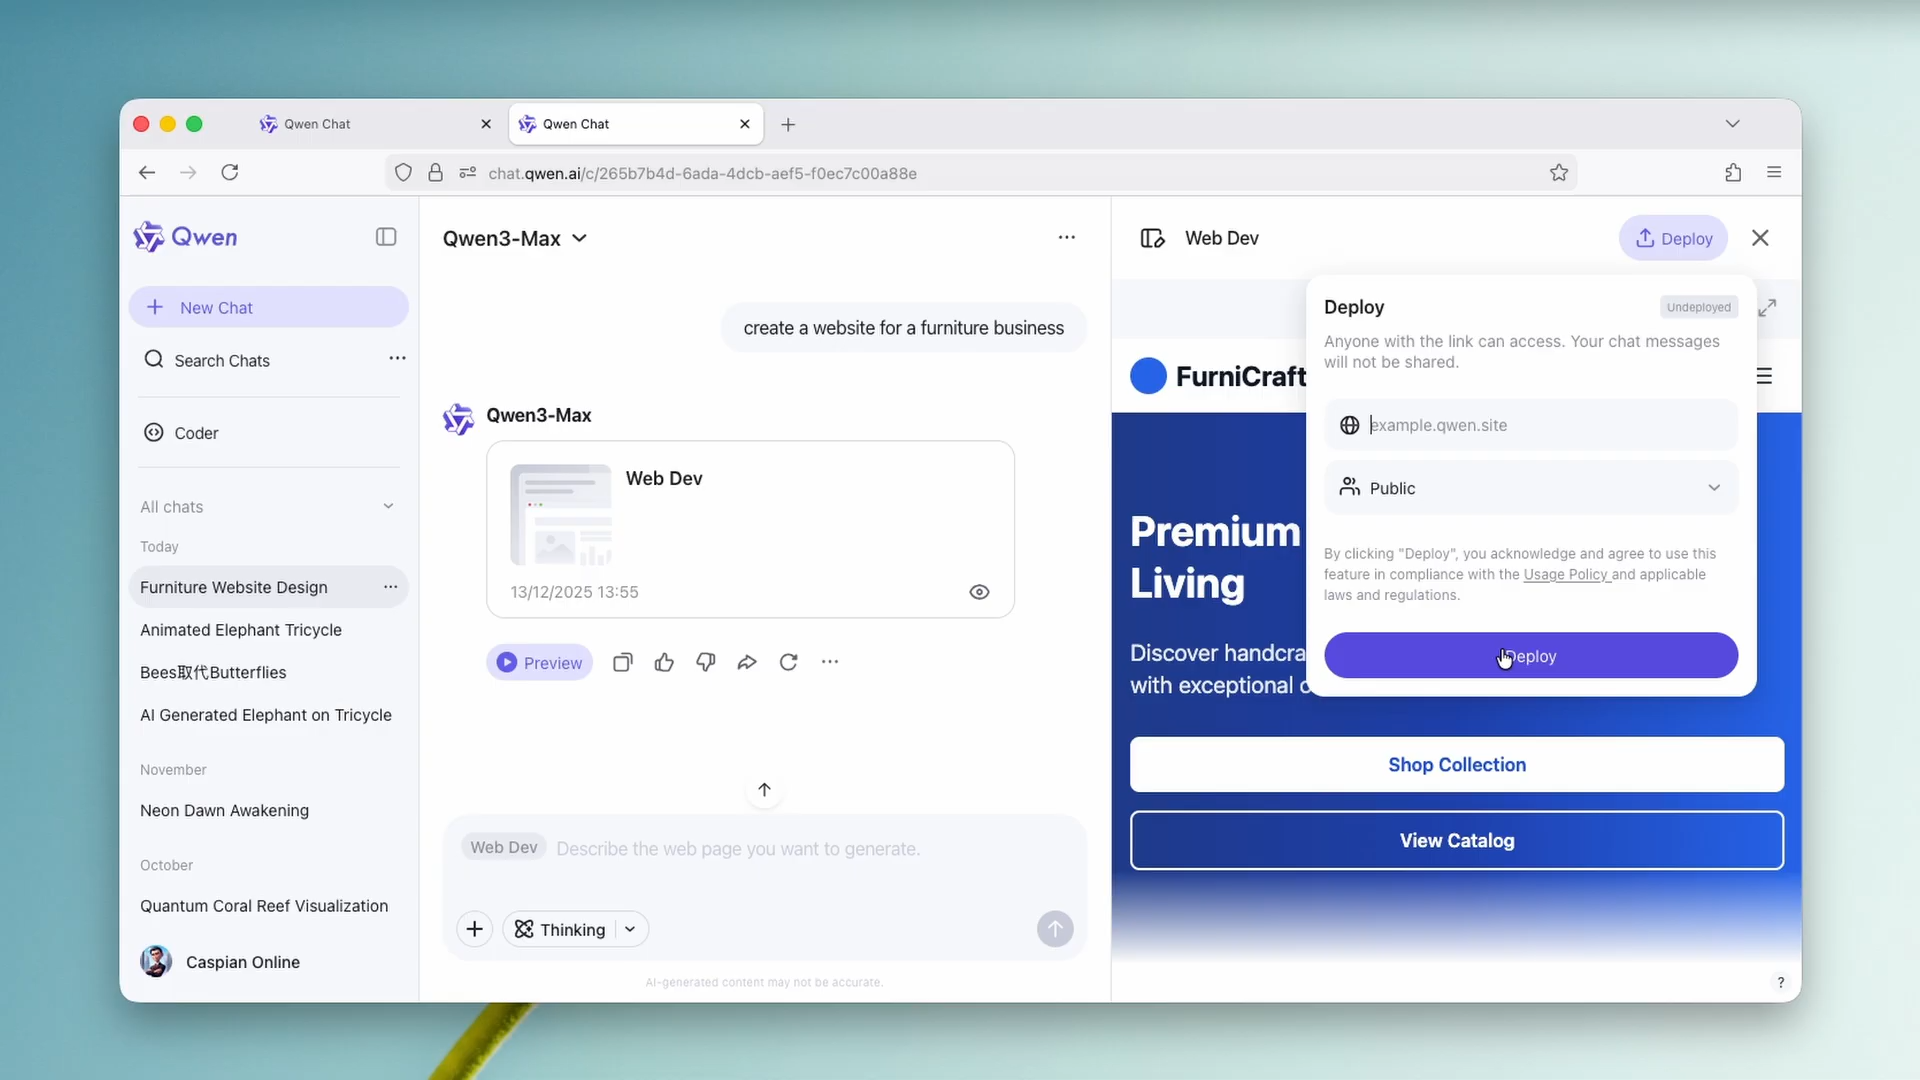 Qwen Chat
Qwen Chat
chat.qwen.ai/c/265b7b4d-6ada-4dcb-aef5-f0ec7c00a88e
Qwen
New Chat
Search Chats
Coder
All chats
Today
Furniture Website Design
Animated Elephant Tricycle
Bees取代Butterflies
AI Generated Elephant on Tricycle
November
Neon Dawn Awakening
October
Quantum Coral Reef Visualization
Caspian Online
Qwen3-Max
create a website for a furniture business
Qwen3-Max
Web Dev
13/12/2025 13:55
Preview
Web Dev Describe the web page you want to generate.
Thinking
AI-generated content may not be accurate.
Web Dev
Deploy
Deploy
Undeployed
Anyone with the link can access. Your chat messages
will not be shared.
example.qwen.site
Public
By clicking "Deploy", you acknowledge and agree to use this
feature in compliance with the Usage Policy and applicable
laws and regulations.
Deploy
FurniCraft
Premium
Living
Discover handcra
with exceptional c
Shop Collection
View Catalog
?